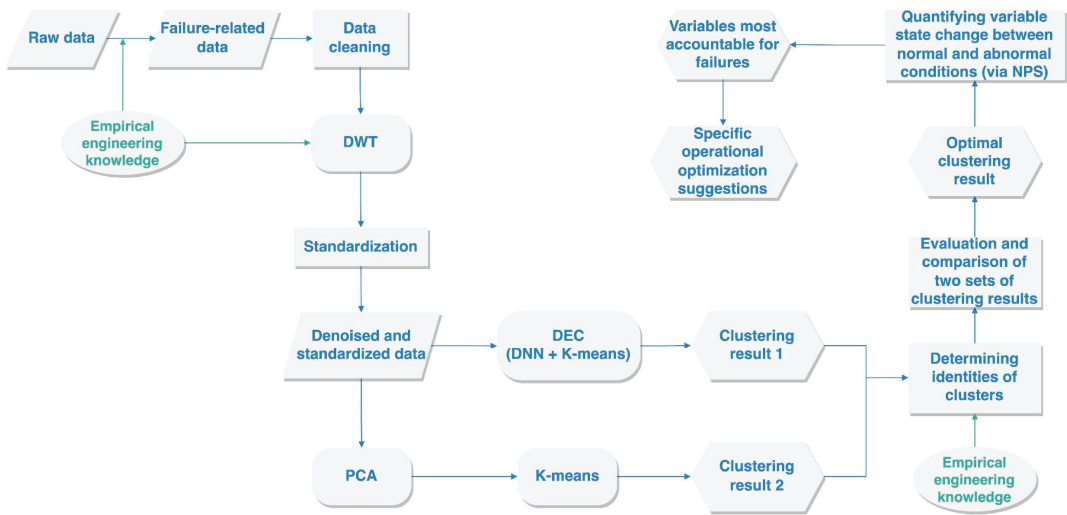 Raw data
Failure-related
data
Data
cleaning
Variables most
accountable for
failures
Quantifying variable
state change between
normal and abnormal
conditions (via NPS)
Empirical
engineering
knowledge
DWT
Specific
operational
optimization
suggestions
Optimal
clustering
result
Standardization
Evaluation and
comparison of
two sets of
clustering results
Denoised and
standardized data
DEC
(DNN + K-means)
Clustering
result 1
Determining
identities of
clusters
PCA
K-means
Clustering
result 2
Empirical
engineering
knowledge